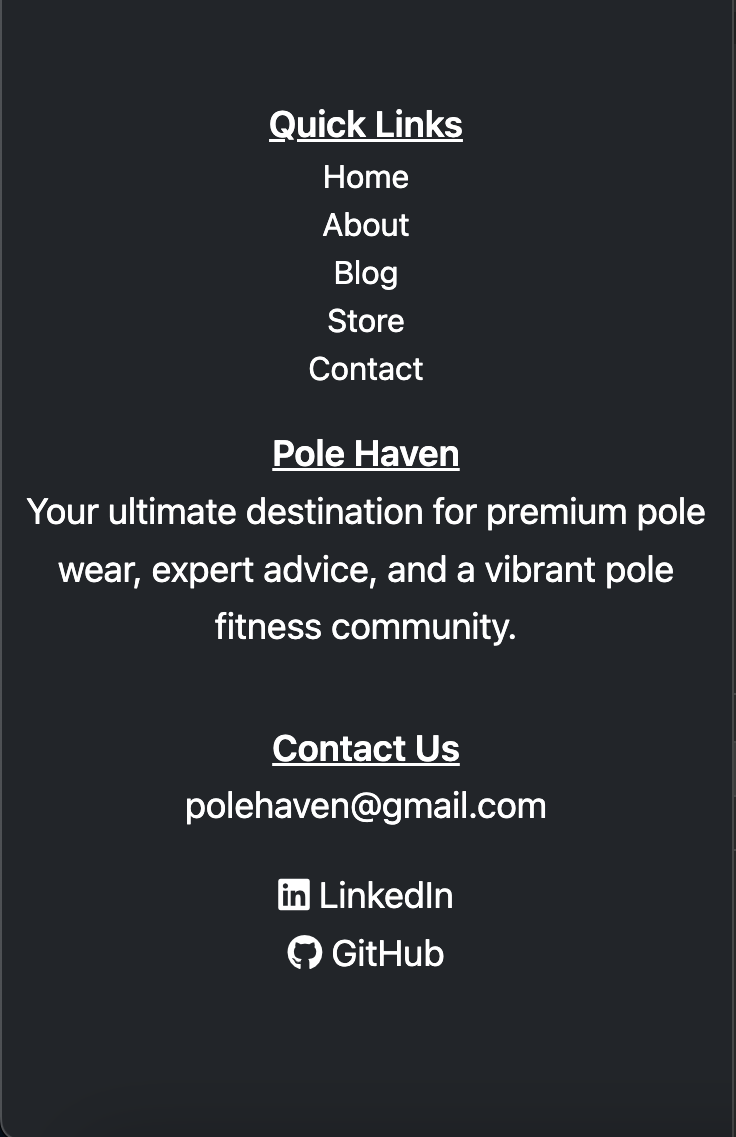 Quick Links
Home
About
Blog
Store
Contact
Pole Haven
Your ultimate destination for premium pole
wear, expert advice, and a vibrant pole
fitness community.
Contact Us
polehaven@gmail.com
in LinkedIn
GitHub